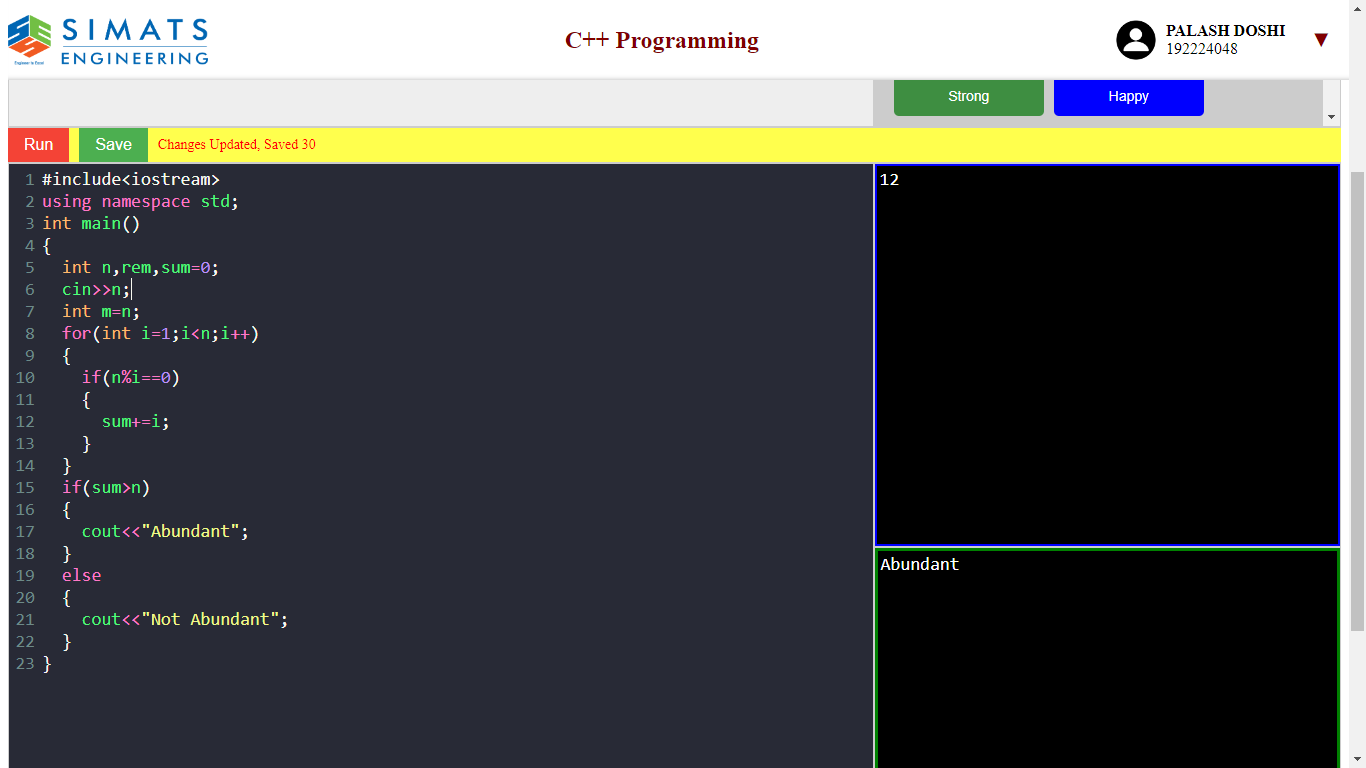 SIMATS
ENGINEERING
Engineer to Excel
C++ Programming
PALASH DOSHI
192224048
▼
Strong
Happy
Run
Save
Changes Updated, Saved 30
1 #include<iostream>
2 using namespace std;
3 int main()
4 {
5   int n,rem,sum=0;
6   cin>>n;
7   int m=n;
8   for(int i=1;i<n;i++)
9   {
10     if(n%i==0)
11     {
12       sum+=i;
13     }
14   }
15   if(sum>n)
16   {
17     cout<<"Abundant";
18   }
19   else
20   {
21     cout<<"Not Abundant";
22   }
23 }
12
Abundant